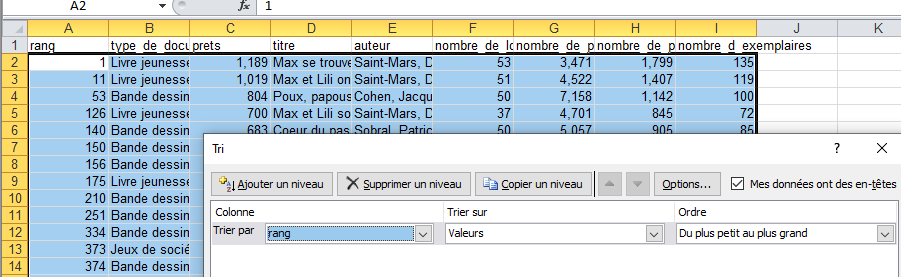 A2 fx 1
A B C D E F G H I J K
1 rang type_de_docu prets titre auteur nombre_de_lo nombre_de_p nombre_de_p nombre_d_exemplaires
2 1 Livre jeunesse 1,189 Max se trouve Saint-Mars, D 53 3,471 1,799 135
3 11 Livre jeunesse 1,019 Max et Lili on Saint-Mars, D 51 4,522 1,407 119
4 53 Bande dessin 804 Poux, papous Cohen, Jacqu 50 7,158 1,142 100
5 126 Livre jeunesse 700 Max et Lili so Saint-Mars, D 37 4,701 845 72
6 140 Bande dessin 683 Coeur du pas Sobral, Patric 50 5,057 905 85
7 150 Bande dessin
8 156 Bande dessin
9 175 Livre jeunesse
10 210 Bande dessin
11 251 Bande dessin
12 334 Bande dessin
13 373 Jeux de socié
14 374 Bande dessin
Tri ?
Ajouter un niveau Supprimer un niveau Copier un niveau Options... Mes données ont des en-têtes
Colonne Trier sur Ordre
Trier par rang Valeurs Du plus petit au plus grand